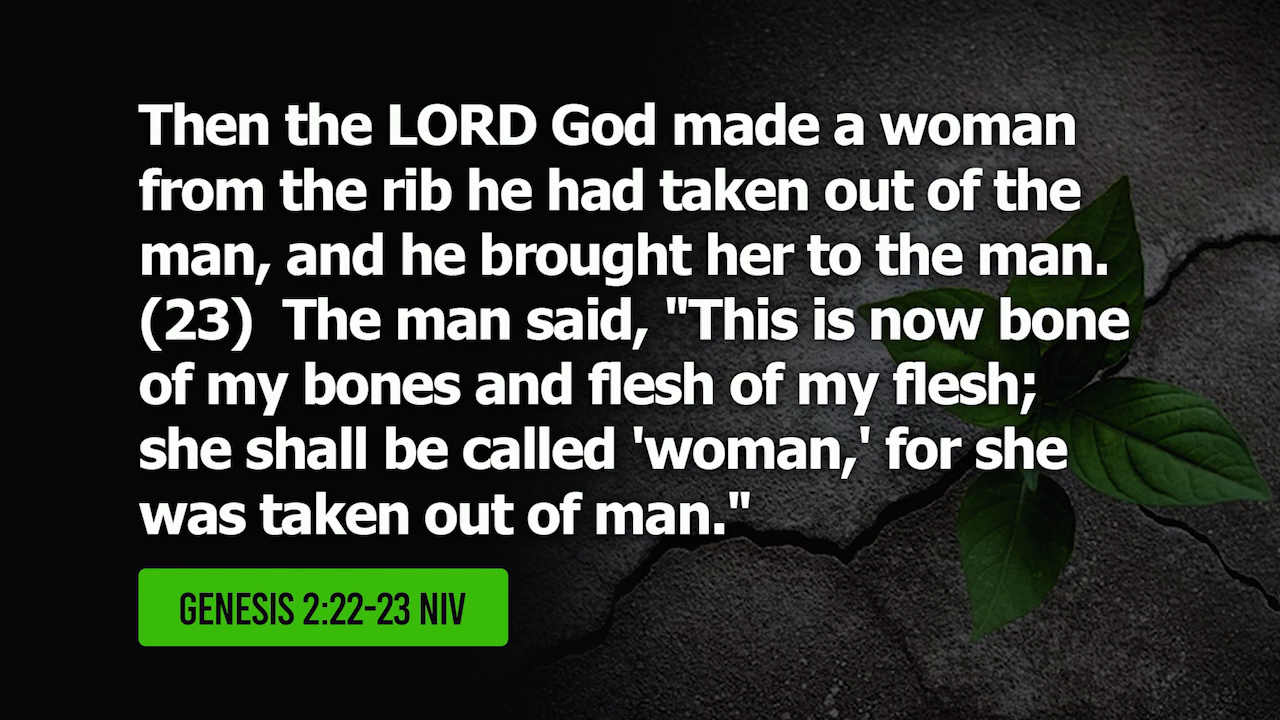 Then the LORD God made a woman
from the rib he had taken out of the
man, and he brought her to the man.
(23)  The man said, "This is now bone
of my bones and flesh of my flesh;
she shall be called 'woman,' for she
was taken out of man."
GENESIS 2:22-23 NIV